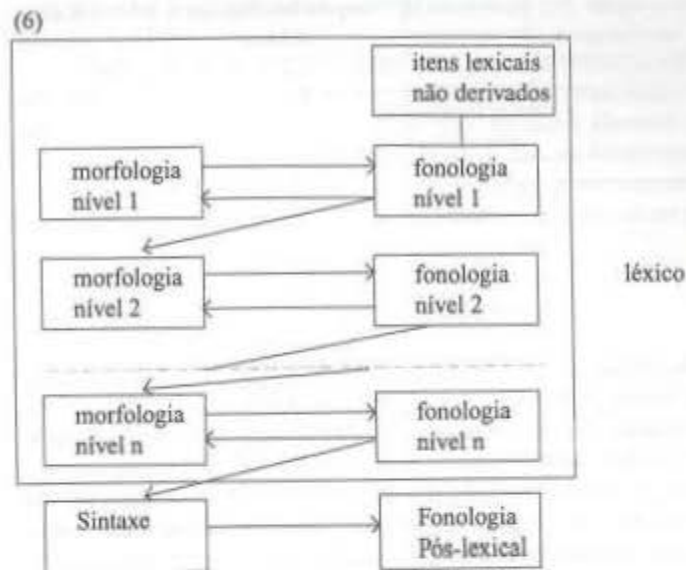 (6)
itens lexicais
não derivados
morfologia
nível 1
fonologia
nível 1
morfologia
nível 2
fonologia
nível 2
léxico
morfologia
nível n
fonologia
nível n
Sintaxe
Fonologia
Pós-lexical